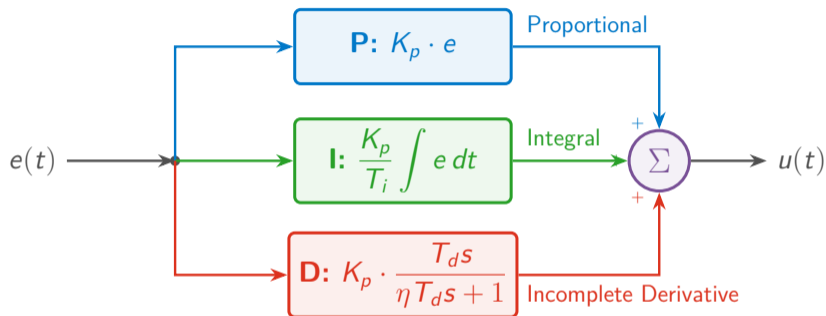 Proportional
P: K_p · e
+
e(t)
I: K_p/T_i ∫ e dt
Integral
Σ
u(t)
+
D: K_p · T_d s/(η T_d s + 1)
Incomplete Derivative